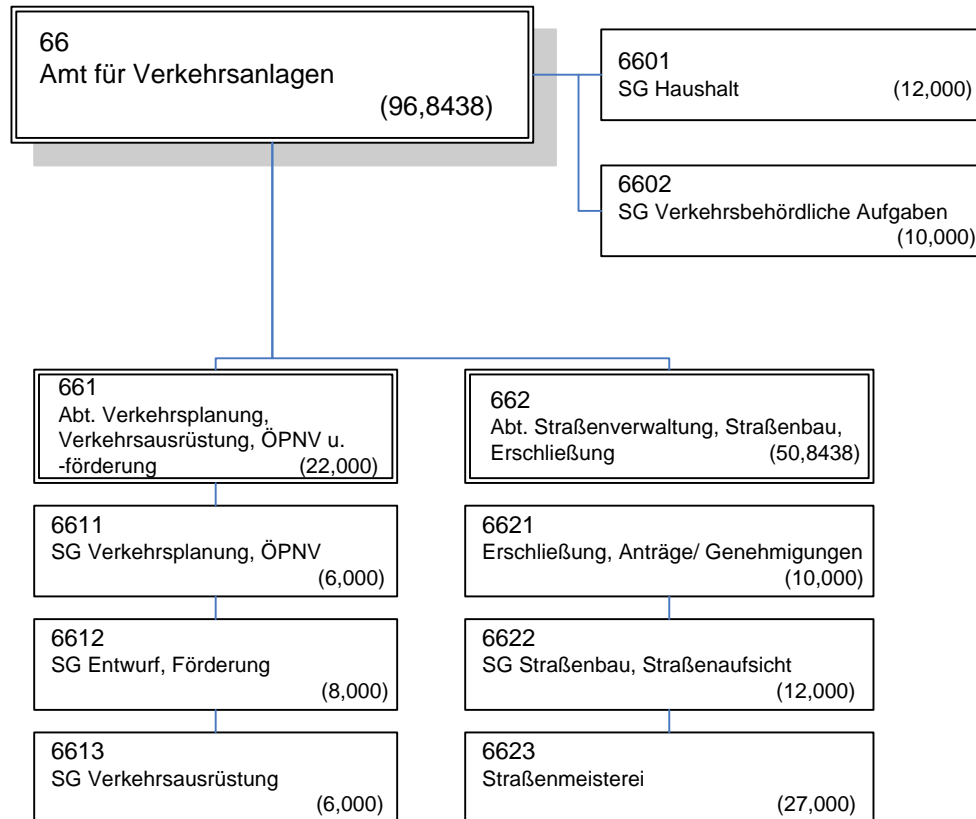 66
Amt für Verkehrsanlagen
(96,8438)
6601
SG Haushalt (12,000)
6602
SG Verkehrsbehördliche Aufgaben
(10,000)
661
Abt. Verkehrsplanung,
Verkehrsausrüstung, ÖPNV u.
-förderung (22,000)
662
Abt. Straßenverwaltung, Straßenbau,
Erschließung (50,8438)
6611
SG Verkehrsplanung, ÖPNV
(6,000)
6621
Erschließung, Anträge/ Genehmigungen
(10,000)
6612
SG Entwurf, Förderung
(8,000)
6622
SG Straßenbau, Straßenaufsicht
(12,000)
6613
SG Verkehrsausrüstung
(6,000)
6623
Straßenmeisterei
(27,000)